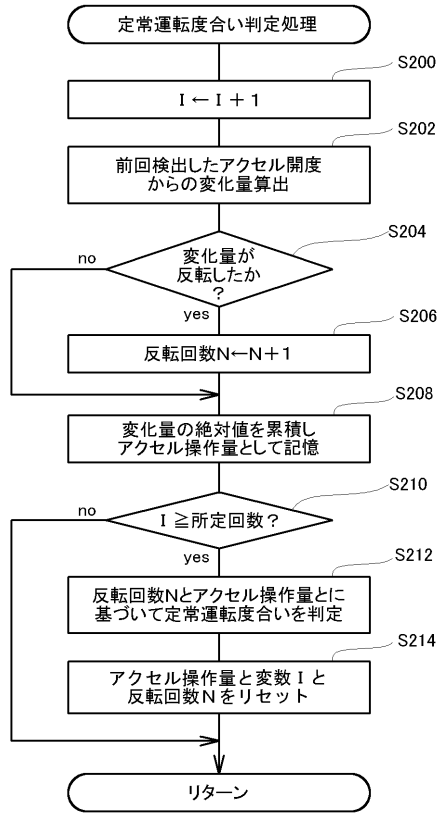 定常運転度合い判定処理
S200
I ← I + 1
S202
前回検出したアクセル開度
からの変化量算出
S204
変化量が
反転したか
?
no
yes
S206
反転回数N←N+1
S208
変化量の絶対値を累積し
アクセル操作量として記憶
S210
I ≧所定回数?
no
yes
S212
反転回数Nとアクセル操作量とに
基づいて定常運転度合いを判定
S214
アクセル操作量と変数Iと
反転回数Nをリセット
リターン